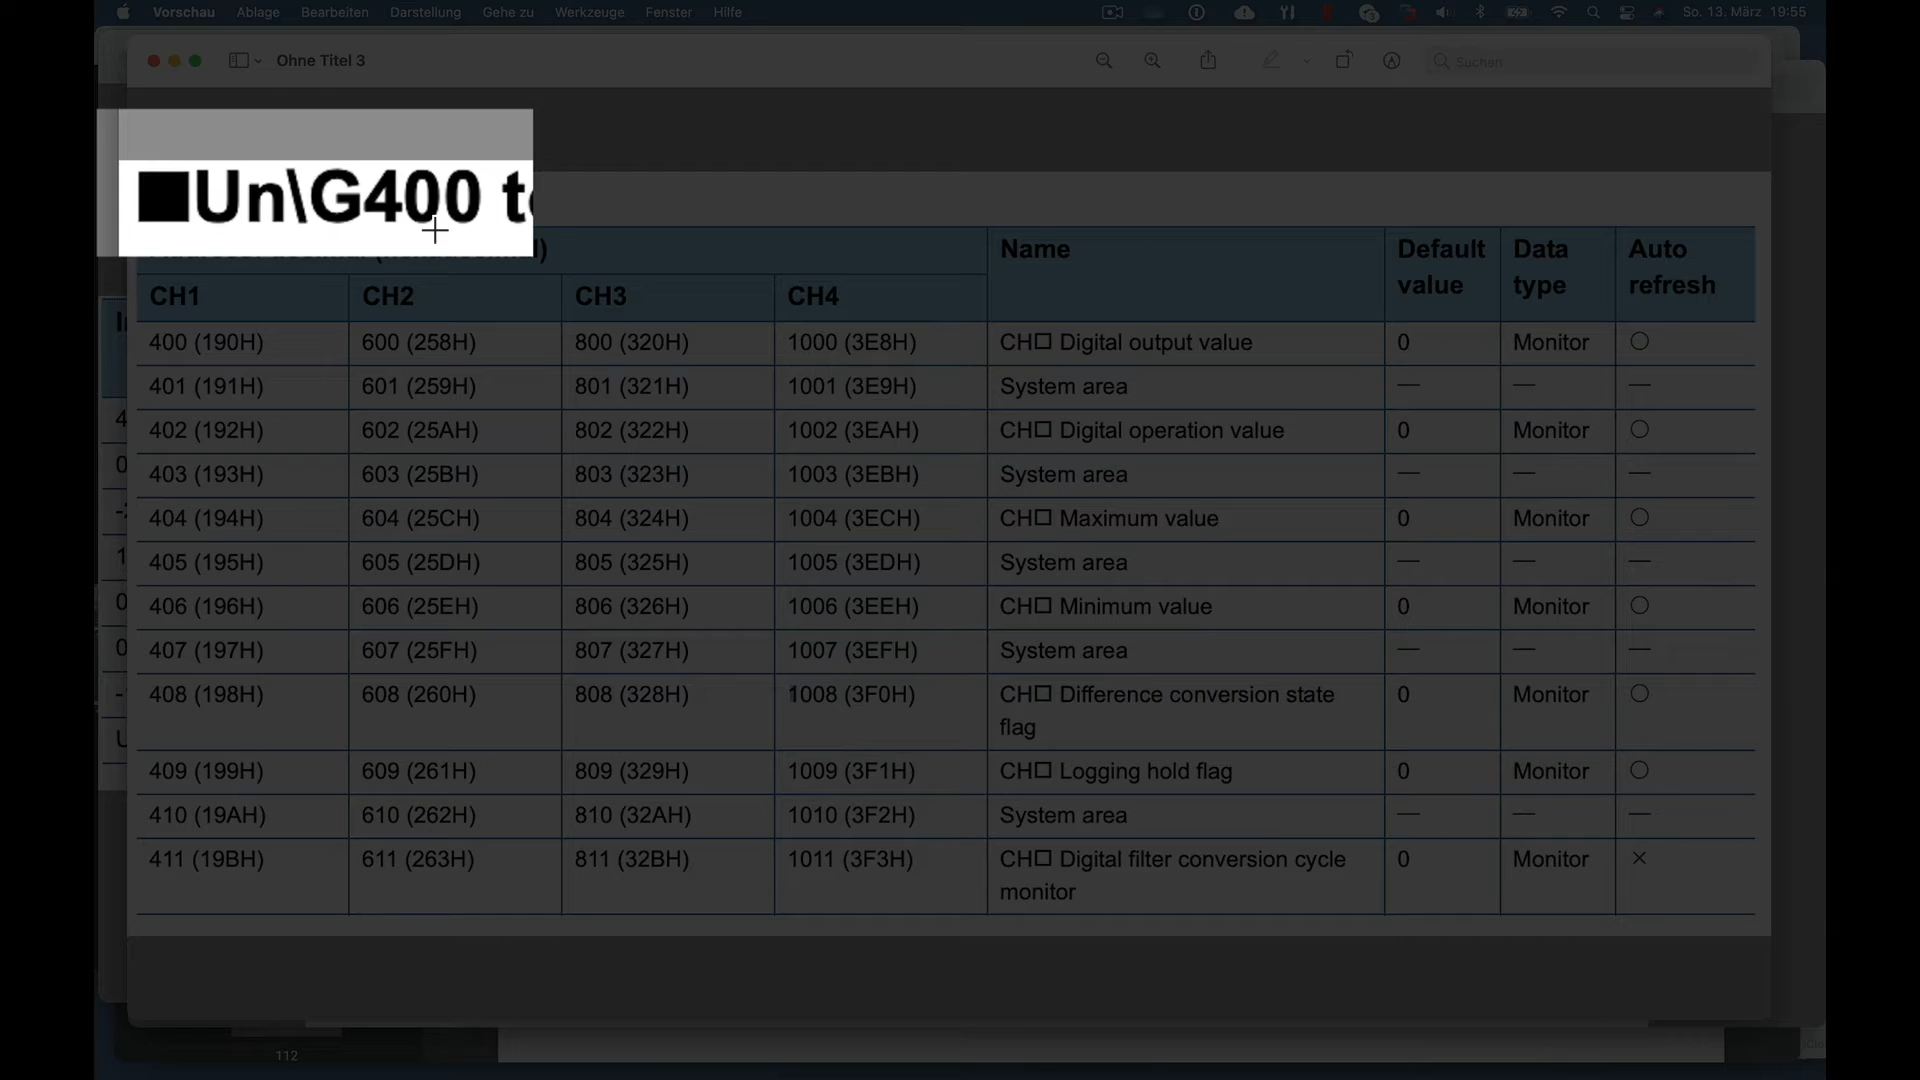 Vorschau Ablage Bearbeiten Darstellung Gehe zu Werkzeuge Fenster Hilfe So. 13. März 19:55
Ohne Titel 3 Suchen
■Un\G400
Name Default value Data type Auto refresh
CH1 CH2 CH3 CH4
400 (190H) 600 (258H) 800 (320H) 1000 (3E8H) CH□ Digital output value 0 Monitor ○
401 (191H) 601 (259H) 801 (321H) 1001 (3E9H) System area — — —
402 (192H) 602 (25AH) 802 (322H) 1002 (3EAH) CH□ Digital operation value 0 Monitor ○
403 (193H) 603 (25BH) 803 (323H) 1003 (3EBH) System area — — —
404 (194H) 604 (25CH) 804 (324H) 1004 (3ECH) CH□ Maximum value 0 Monitor ○
405 (195H) 605 (25DH) 805 (325H) 1005 (3EDH) System area — — —
406 (196H) 606 (25EH) 806 (326H) 1006 (3EEH) CH□ Minimum value 0 Monitor ○
407 (197H) 607 (25FH) 807 (327H) 1007 (3EFH) System area — — —
408 (198H) 608 (260H) 808 (328H) 1008 (3F0H) CH□ Difference conversion state flag 0 Monitor ○
409 (199H) 609 (261H) 809 (329H) 1009 (3F1H) CH□ Logging hold flag 0 Monitor ○
410 (19AH) 610 (262H) 810 (32AH) 1010 (3F2H) System area — — —
411 (19BH) 611 (263H) 811 (32BH) 1011 (3F3H) CH□ Digital filter conversion cycle monitor 0 Monitor ×
112